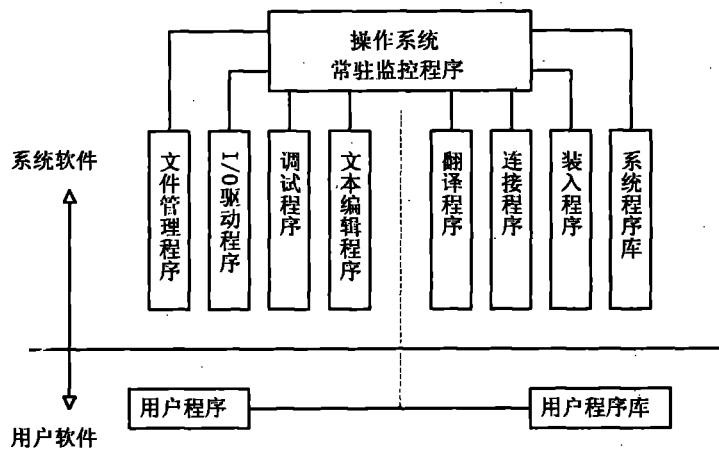 操作系统
常驻监控程序
系统软件
文件管理程序
I/O驱动程序
调试程序
文本编辑程序
翻译程序
连接程序
装入程序
系统程序库
用户程序
用户程序库
用户软件